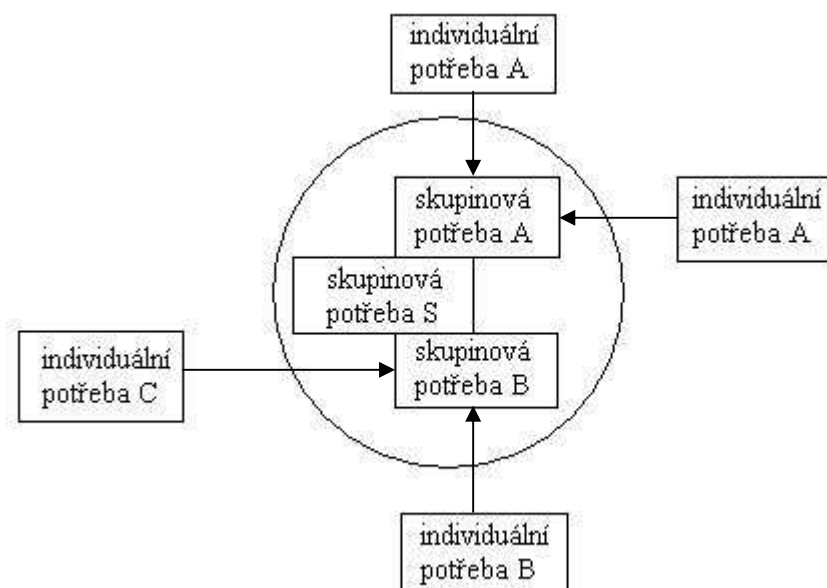 individuální
potřeba A
skupinová
potřeba A
individuální
potřeba A
skupinová
potřeba S
individuální
potřeba C
skupinová
potřeba B
individuální
potřeba B